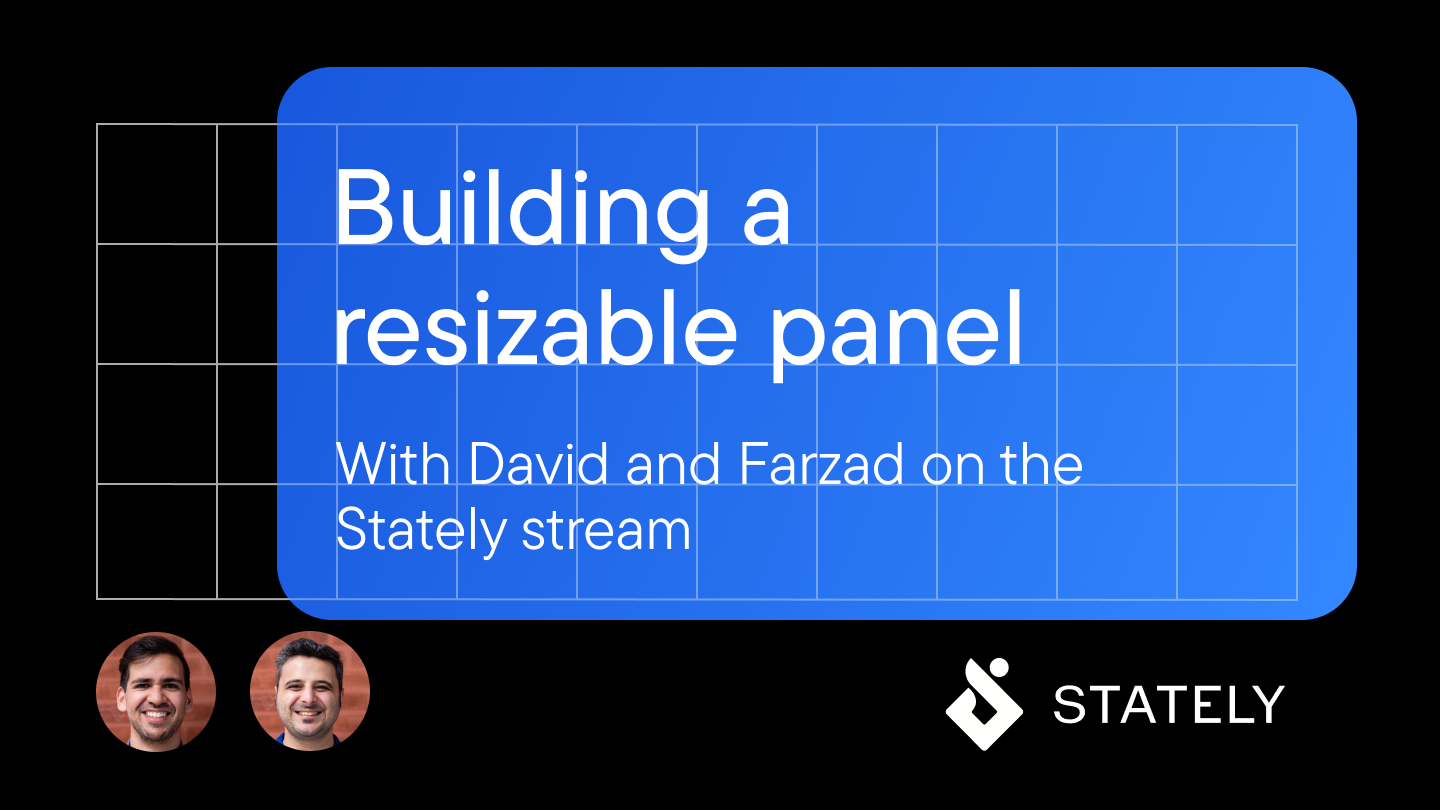 Building a
resizable panel
With David and Farzad on the
Stately stream
STATELY